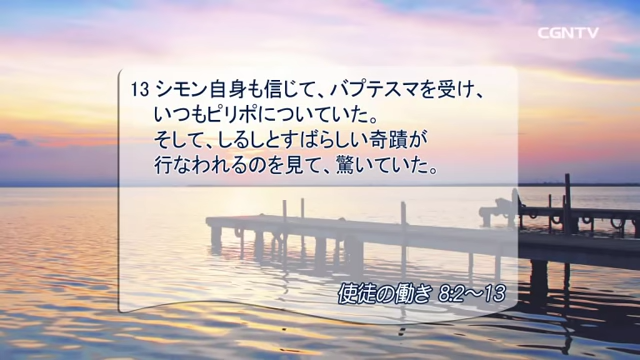 CGNTV
13 シモン自身も信じて、バプテスマを受け、
いつもピリポについていた。
そして、しるしとすばらしい奇蹟が
行なわれるのを見て、驚いていた。
使徒の働き 8:2～13